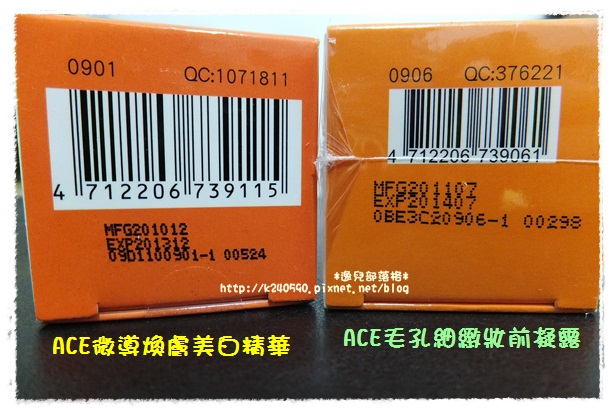 0901 QC:1071811
4 712206 739115
MFG201012
EXP201312
09D1100901-1 00524
0906 QC:376221
4 712206 739061
MFG201107
EXP201407
0BE3C20906-1 00298
*逸兒部落格*
http://k240590.pixnet.net/blog
ACE微導煥膚美白精華
ACE毛孔細緻妝前凝露